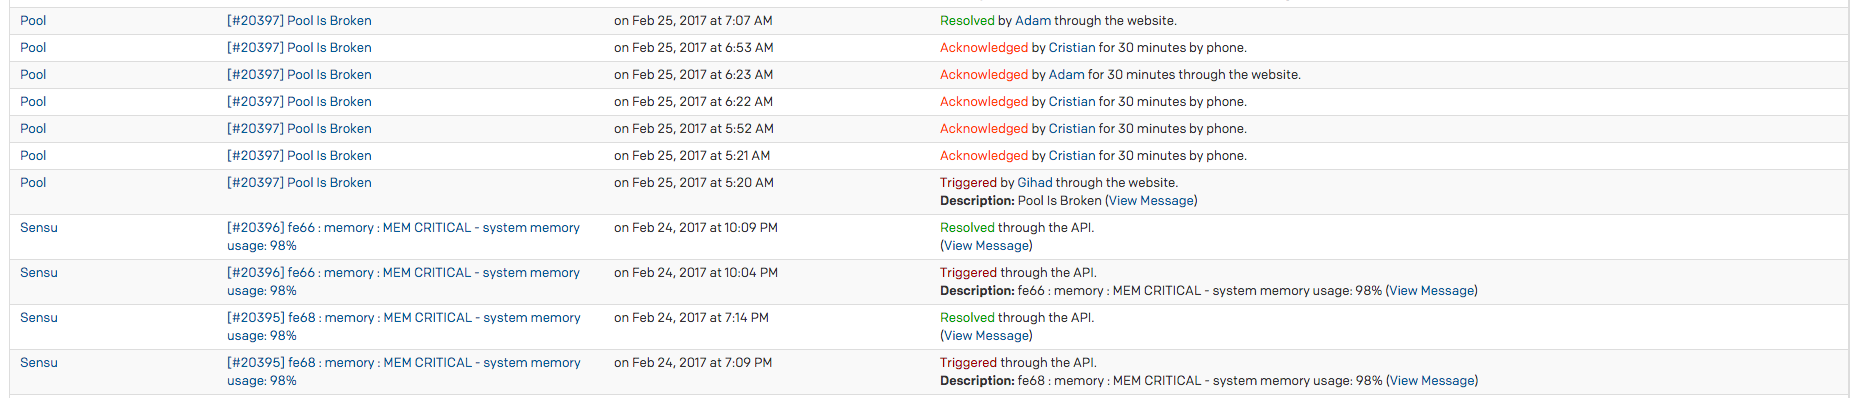 Pool [#20397] Pool Is Broken on Feb 25, 2017 at 7:07 AM Resolved by Adam through the website.
Pool [#20397] Pool Is Broken on Feb 25, 2017 at 6:53 AM Acknowledged by Cristian for 30 minutes by phone.
Pool [#20397] Pool Is Broken on Feb 25, 2017 at 6:23 AM Acknowledged by Adam for 30 minutes through the website.
Pool [#20397] Pool Is Broken on Feb 25, 2017 at 6:22 AM Acknowledged by Cristian for 30 minutes by phone.
Pool [#20397] Pool Is Broken on Feb 25, 2017 at 5:52 AM Acknowledged by Cristian for 30 minutes by phone.
Pool [#20397] Pool Is Broken on Feb 25, 2017 at 5:21 AM Acknowledged by Cristian for 30 minutes by phone.
Pool [#20397] Pool Is Broken on Feb 25, 2017 at 5:20 AM Triggered by Gihad through the website.
Description: Pool Is Broken (View Message)
Sensu [#20396] fe66 : memory : MEM CRITICAL - system memory on Feb 24, 2017 at 10:09 PM Resolved through the API.
usage: 98% (View Message)
Sensu [#20396] fe66 : memory : MEM CRITICAL - system memory on Feb 24, 2017 at 10:04 PM Triggered through the API.
usage: 98% Description: fe66 : memory : MEM CRITICAL - system memory usage: 98% (View Message)
Sensu [#20395] fe68 : memory : MEM CRITICAL - system memory on Feb 24, 2017 at 7:14 PM Resolved through the API.
usage: 98% (View Message)
Sensu [#20395] fe68 : memory : MEM CRITICAL - system memory on Feb 24, 2017 at 7:09 PM Triggered through the API.
usage: 98% Description: fe68 : memory : MEM CRITICAL - system memory usage: 98% (View Message)